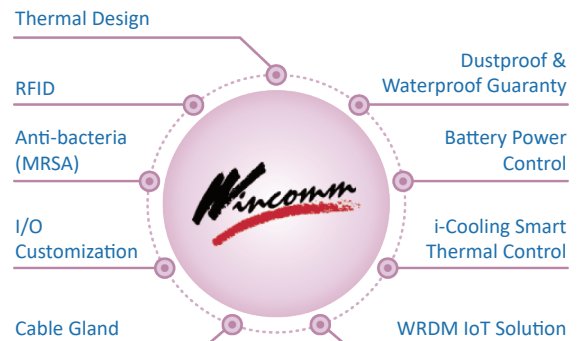 Thermal Design
Dustproof &
Waterproof Guaranty
RFID
Anti-bacteria
(MRSA)
Battery Power
Control
Wincomm
I/O
Customization
i-Cooling Smart
Thermal Control
Cable Gland
WRDM IoT Solution